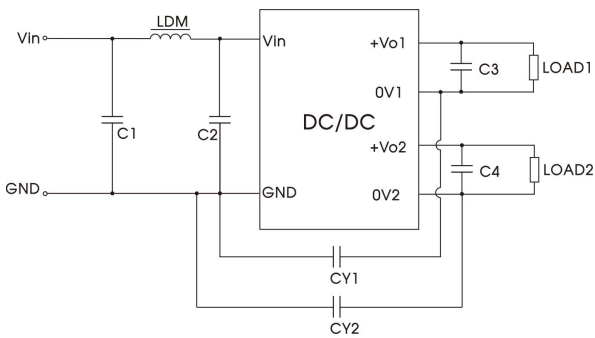 LDM
Vin
Vin
+Vo1
C3
LOAD1
0V1
C1
C2
DC/DC
+Vo2
C4
LOAD2
GND
GND
0V2
CY1
CY2